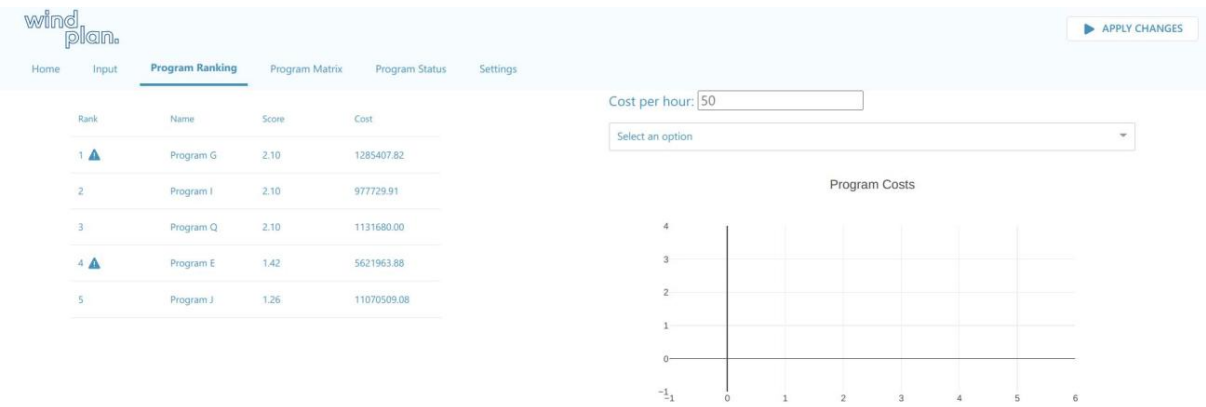 wind
plan.
APPLY CHANGES
Home Input Program Ranking Program Matrix Program Status Settings
Cost per hour: 50
Select an option
Rank Name Score Cost
1 Program G 2.10 1285407.82
2 Program I 2.10 977729.91
3 Program Q 2.10 1131680.00
4 Program E 1.42 5621963.88
5 Program J 1.26 11070509.08
Program Costs
4
3
2
1
0
−1
−1 0 1 2 3 4 5 6